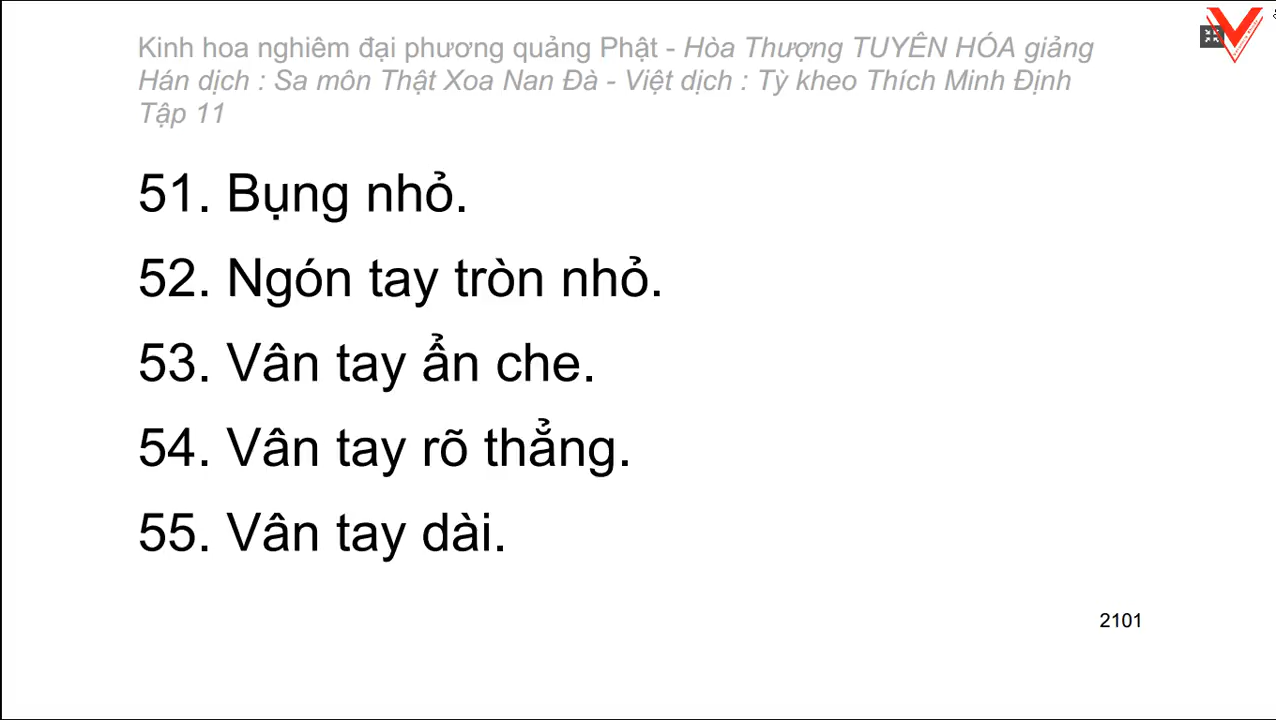 Kinh hoa nghiêm đại phương quảng Phật - Hòa Thượng TUYÊN HÓA giảng
Hán dịch : Sa môn Thật Xoa Nan Đà - Việt dịch : Tỳ kheo Thích Minh Định
Tập 11
51. Bụng nhỏ.
52. Ngón tay tròn nhỏ.
53. Vân tay ẩn che.
54. Vân tay rõ thẳng.
55. Vân tay dài.
2101